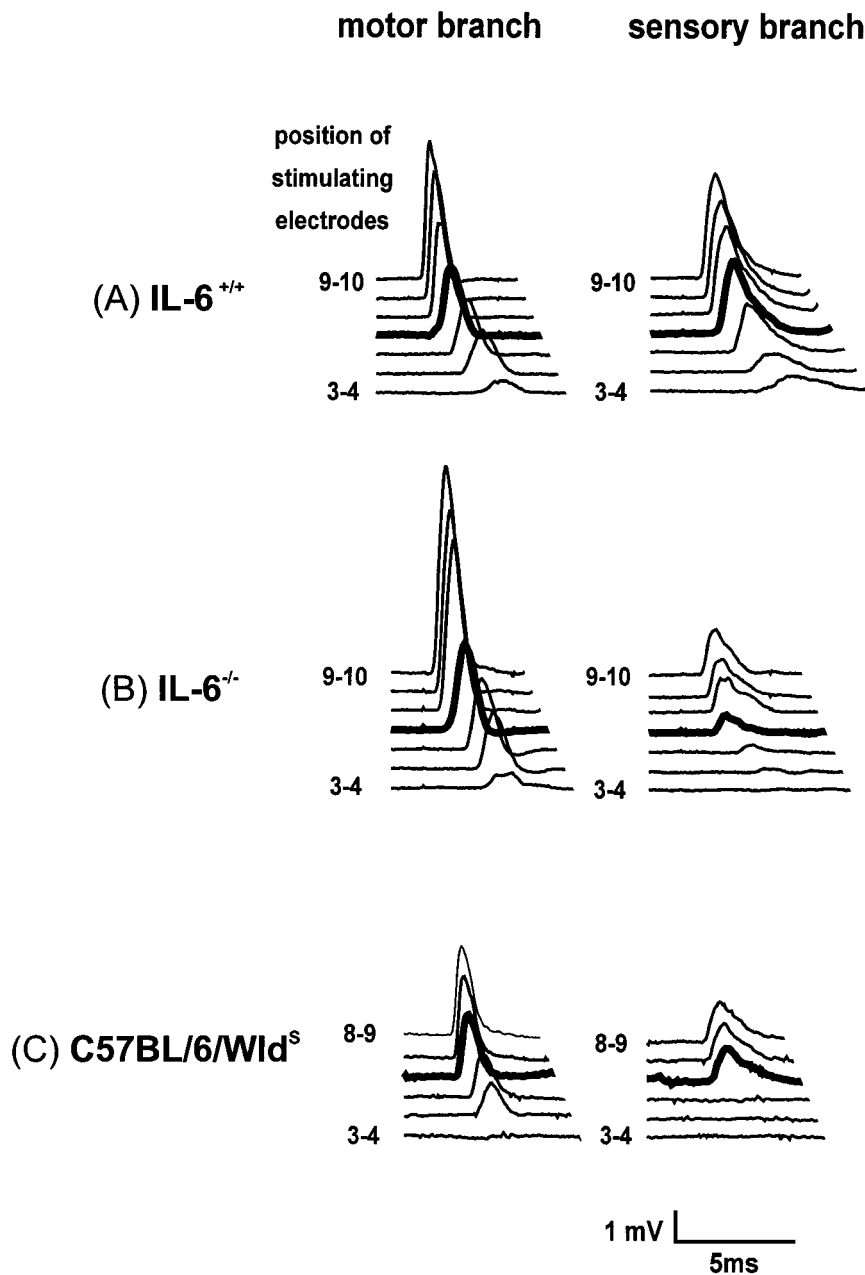 motor branch sensory branch
position of
stimulating
electrodes
9-10 9-10
(A) IL-6 +/+
3-4 3-4
9-10 9-10
(B) IL-6 -/-
3-4 3-4
8-9 8-9
(C) C57BL/6/Wld S
3-4 3-4
1 mV
5ms